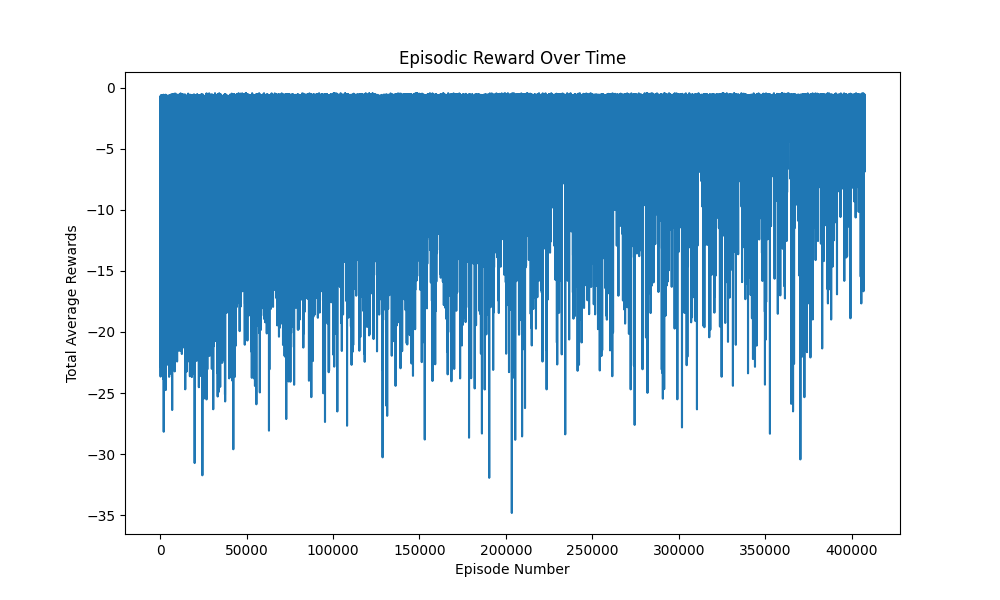 Episodic Reward Over Time
Total Average Rewards
0
−5
−10
−15
−20
−25
−30
−35
0 50000 100000 150000 200000 250000 300000 350000 400000
Episode Number